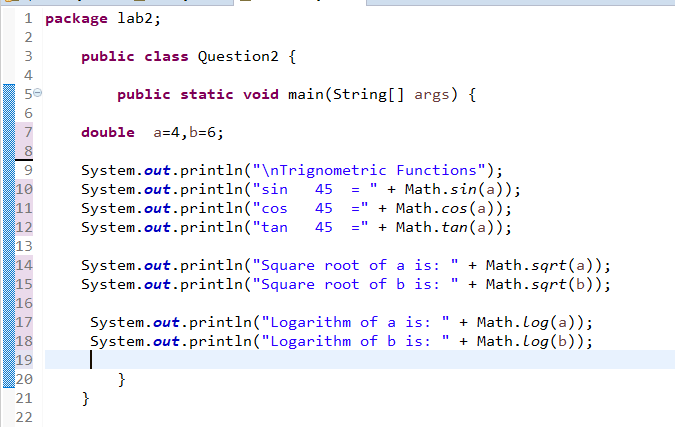 1 package lab2;
2
3     public class Question2 {
4
5         public static void main(String[] args) {
6
7     double  a=4,b=6;
8
9     System.out.println("\nTrignometric Functions");
10     System.out.println("sin   45  = " + Math.sin(a));
11     System.out.println("cos   45  =" + Math.cos(a));
12     System.out.println("tan   45  =" + Math.tan(a));
13
14     System.out.println("Square root of a is: " + Math.sqrt(a));
15     System.out.println("Square root of b is: " + Math.sqrt(b));
16
17      System.out.println("Logarithm of a is: " + Math.log(a));
18      System.out.println("Logarithm of b is: " + Math.log(b));
19
20         }
21     }
22